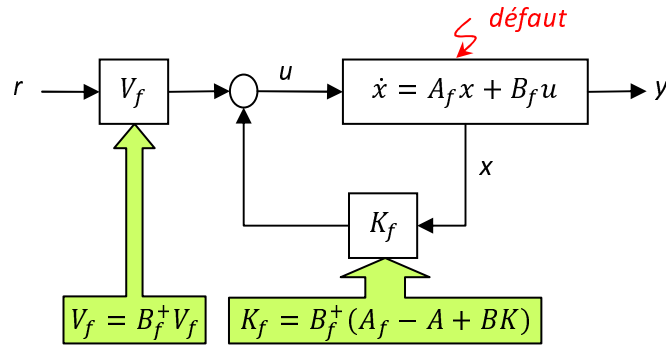 défaut
r
V_f
u
ẋ = A_f x + B_f u
y
x
K_f
V_f = B_f^+ V_f
K_f = B_f^+ (A_f − A + BK)